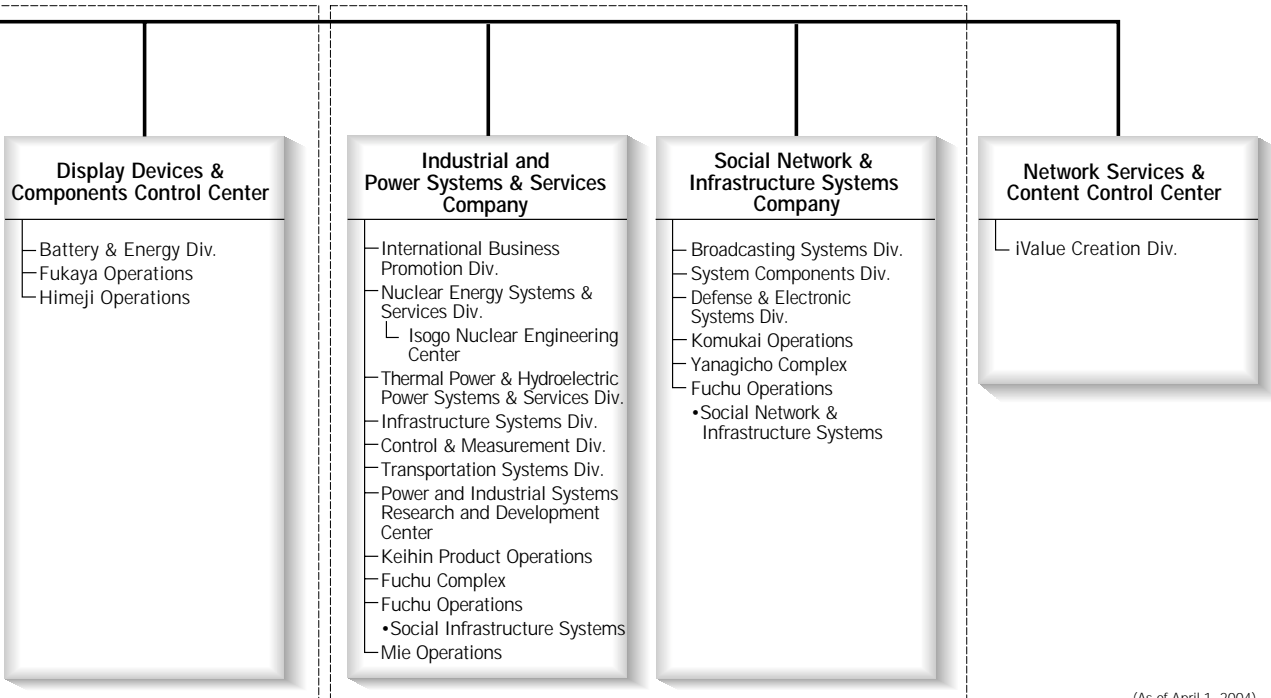 Display Devices &
Components Control Center
Battery & Energy Div.
Fukaya Operations
Himeji Operations
Industrial and
Power Systems & Services
Company
International Business
Promotion Div.
Nuclear Energy Systems &
Services Div.
Isogo Nuclear Engineering
Center
Thermal Power & Hydroelectric
Power Systems & Services Div.
Infrastructure Systems Div.
Control & Measurement Div.
Transportation Systems Div.
Power and Industrial Systems
Research and Development
Center
Keihin Product Operations
Fuchu Complex
Fuchu Operations
•Social Infrastructure Systems
Mie Operations
Social Network &
Infrastructure Systems
Company
Broadcasting Systems Div.
System Components Div.
Defense & Electronic
Systems Div.
Komukai Operations
Yanagicho Complex
Fuchu Operations
•Social Network &
Infrastructure Systems
Network Services &
Content Control Center
iValue Creation Div.
(As of April 1, 2004)